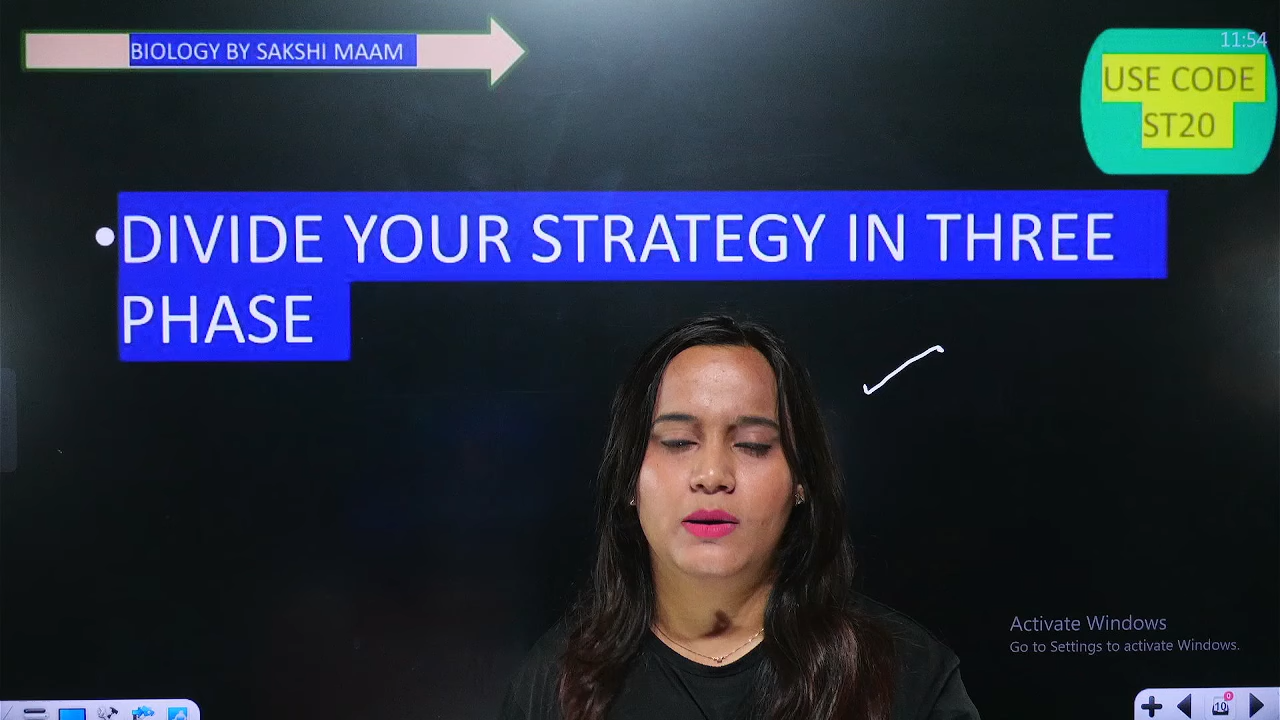 BIOLOGY BY SAKSHI MAAM
11:54
USE CODE
ST20
DIVIDE YOUR STRATEGY IN THREE
PHASE
Activate Windows
Go to Settings to activate Windows.
0
10